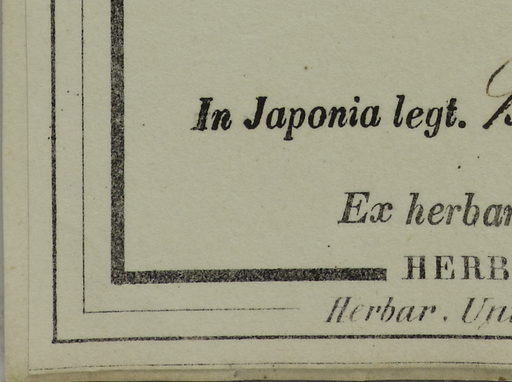 In Japonia legt.
Ex herbar
HERB
Herbar.